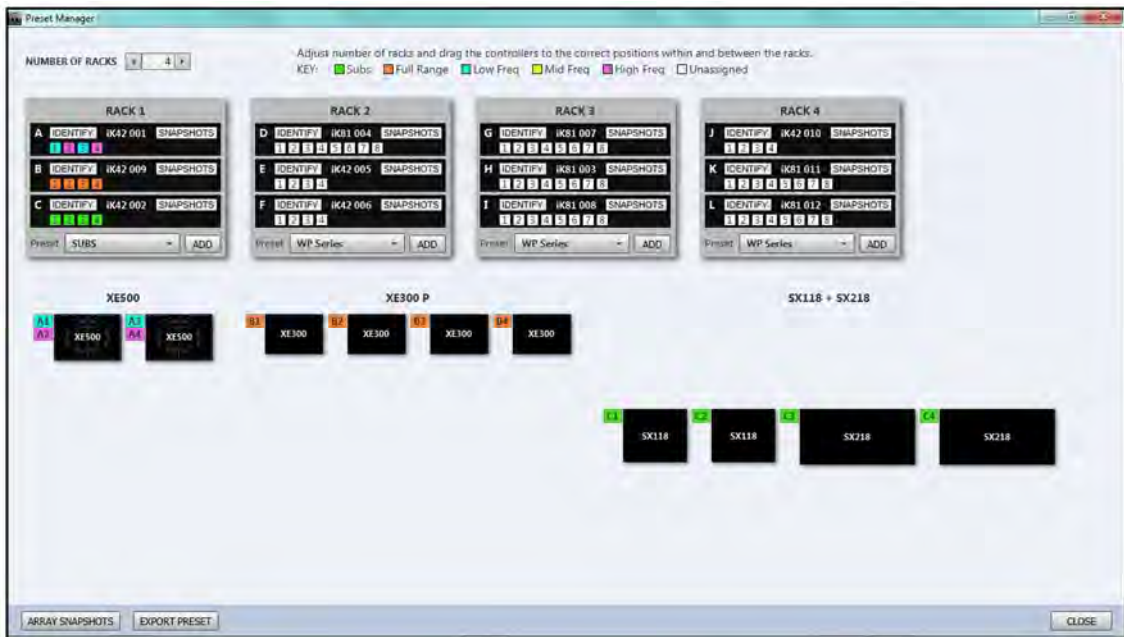 Preset Manager
NUMBER OF RACKS 4
Adjust number of racks and drag the controllers to the correct positions within and between the racks.
KEY: Subs Full Range Low Freq Mid Freq High Freq Unassigned
RACK 1
A IDENTIFY iK42 001 SNAPSHOTS
1 2 3 4
B IDENTIFY iK42 009 SNAPSHOTS
1 2 3 4
C IDENTIFY iK42 002 SNAPSHOTS
1 2 3 4
Preset SUBS ADD
RACK 2
D IDENTIFY iK81 004 SNAPSHOTS
1 2 3 4 5 6 7 8
E IDENTIFY iK42 005 SNAPSHOTS
1 2 3 4
F IDENTIFY iK42 006 SNAPSHOTS
1 2 3 4
Preset WP Series ADD
RACK 3
G IDENTIFY iK81 007 SNAPSHOTS
1 2 3 4 5 6 7 8
H IDENTIFY iK81 003 SNAPSHOTS
1 2 3 4 5 6 7 8
I IDENTIFY iK81 008 SNAPSHOTS
1 2 3 4 5 6 7 8
Preset WP Series ADD
RACK 4
J IDENTIFY iK42 010 SNAPSHOTS
1 2 3 4
K IDENTIFY iK81 011 SNAPSHOTS
1 2 3 4 5 6 7 8
L IDENTIFY iK81 012 SNAPSHOTS
1 2 3 4 5 6 7 8
Preset WP Series ADD
XE500 XE300 P SX118 + SX218
A1 A3 B1 B2 B3 B4
A2 XE500 A4 XE500 XE300 XE300 XE300 XE300
C1 C2 C3 C4
SX118 SX118 SX218 SX218
ARRAY SNAPSHOTS EXPORT PRESET CLOSE